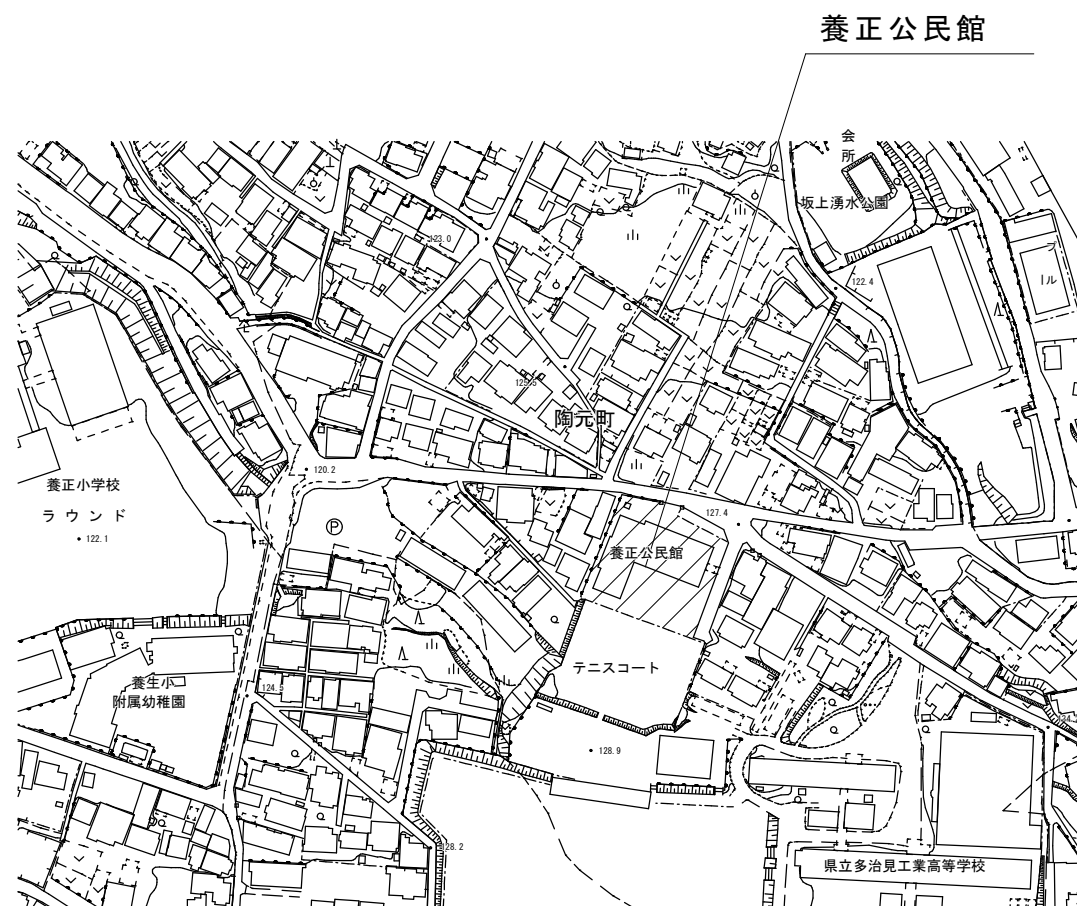 養正公民館
会
所
坂上湧水公園
プ
ール
123.0
122.4
125.5
陶元町
120.2
養正小学校
ラウンド
122.1
Ⓟ
127.4
養正公民館
テニスコート
養生小
附属幼稚園
124.5
128.9
128.2
県立多治見工業高等学校